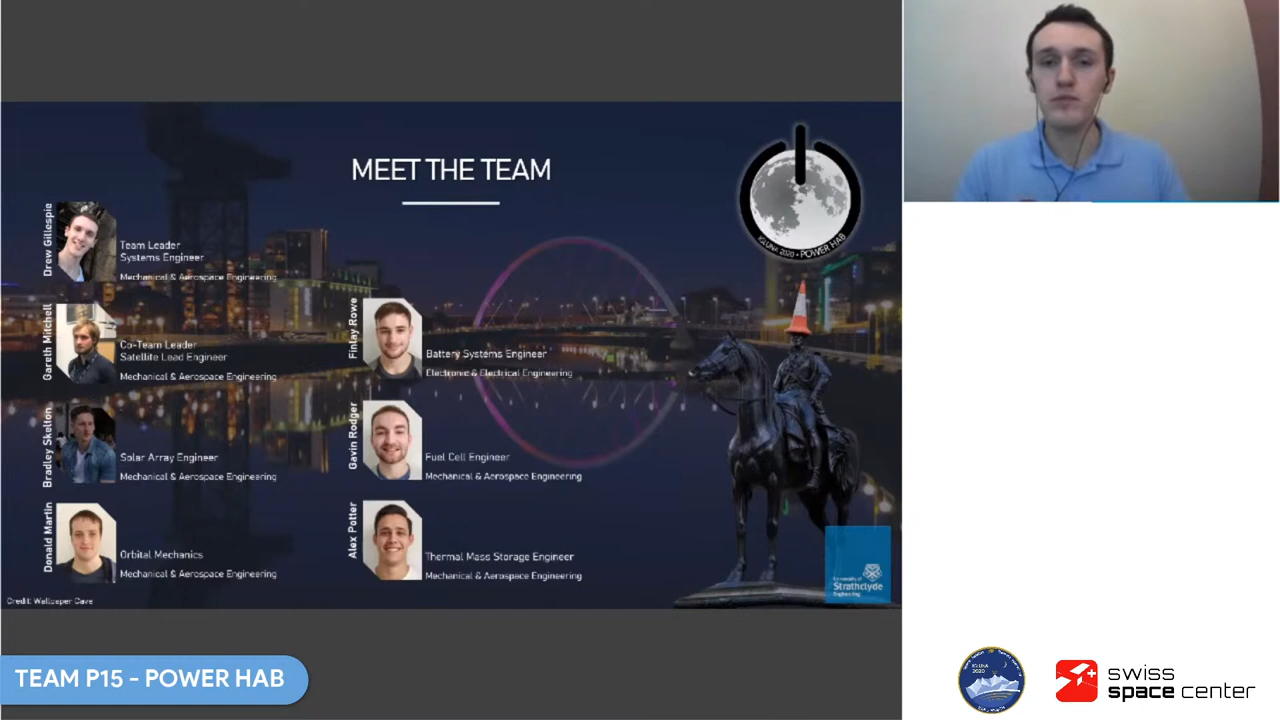 MEET THE TEAM
IGLUNA 2020 • POWER HAB
Drew Gillespie
Team Leader
Systems Engineer
Mechanical & Aerospace Engineering
Gareth Mitchell
Co-Team Leader
Satellite Lead Engineer
Mechanical & Aerospace Engineering
Bradley Skelton
Solar Array Engineer
Mechanical & Aerospace Engineering
Donald Martin
Orbital Mechanics
Mechanical & Aerospace Engineering
Finlay Rowe
Battery Systems Engineer
Electronic & Electrical Engineering
Gavin Rodger
Fuel Cell Engineer
Mechanical & Aerospace Engineering
Alex Potter
Thermal Mass Storage Engineer
Mechanical & Aerospace Engineering
University of
Strathclyde
Engineering
Credit: Wallpaper Cave
TEAM P15 - POWER HAB
IGLUNA
2020
swiss
space center